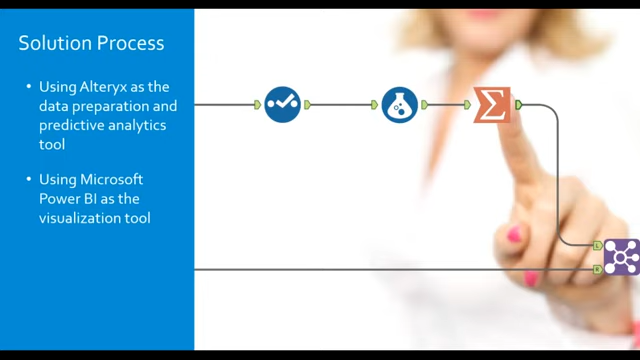 Solution Process
• Using Alteryx as the
data preparation and
predictive analytics
tool
• Using Microsoft
Power BI as the
visualization tool
Σ
L
R